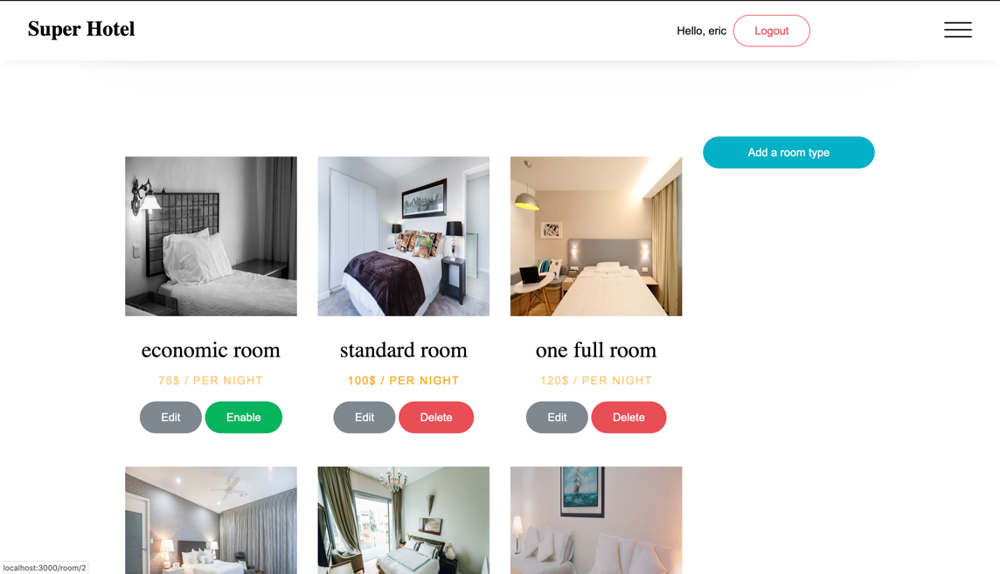 Super Hotel
Hello, eric
Logout
Add a room type
economic room
standard room
one full room
75$ / PER NIGHT
100$ / PER NIGHT
120$ / PER NIGHT
Edit
Enable
Edit
Delete
Edit
Delete
localhost:3000/room/2